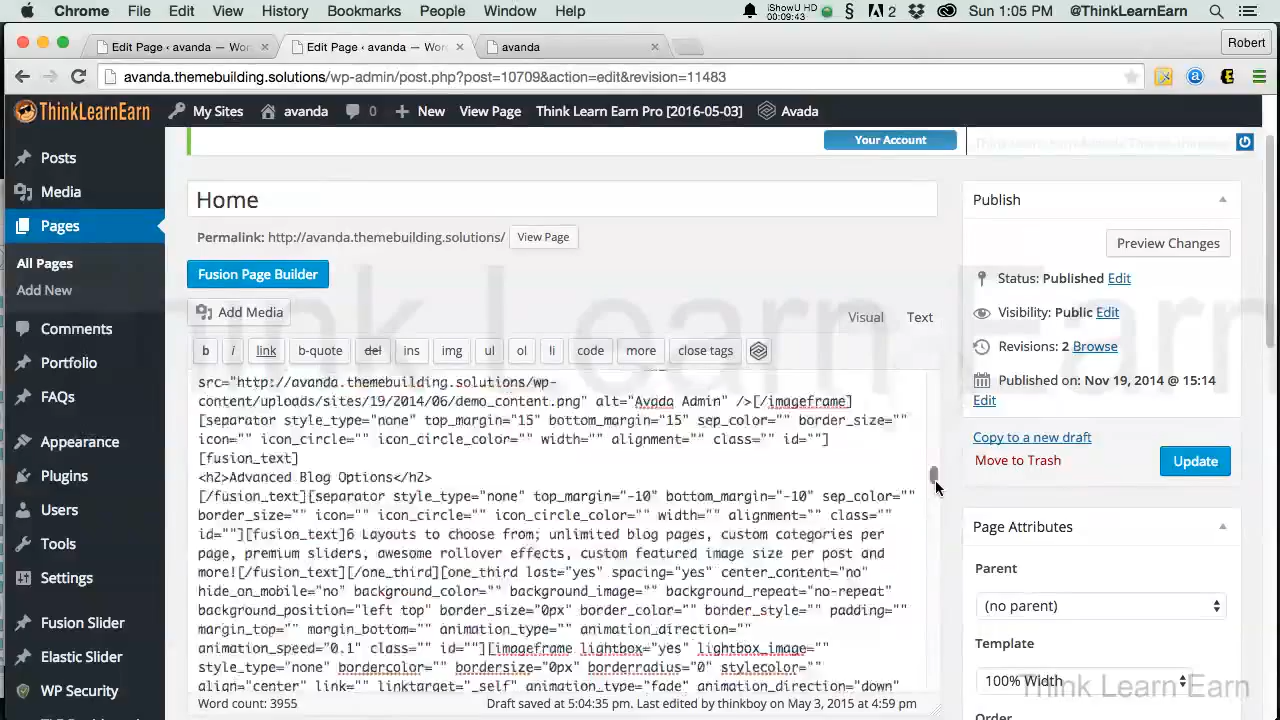 Chrome File Edit View History Bookmarks People Window Help iShowU HD 00:09:43 § 2 Sun 1:05 PM @ThinkLearnEarn
Edit Page ‹ avanda — Wor × Edit Page ‹ avanda — Wor × avanda × Robert
avanda.themebuilding.solutions/wp-admin/post.php?post=10709&action=edit&revision=11483
ThinkLearnEarn My Sites avanda 0 New View Page Think Learn Earn Pro [2016-05-03] Avada
Your Account
Posts
Media
Pages
All Pages
Add New
Comments
Portfolio
FAQs
Appearance
Plugins
Users
Tools
Settings
Fusion Slider
Elastic Slider
WP Security
Home
Permalink: http://avanda.themebuilding.solutions/ View Page
Fusion Page Builder
Add Media Visual Text
b i link b-quote del ins img ul ol li code more close tags
src="http://avanda.themebuilding.solutions/wp-
content/uploads/sites/19/2014/06/demo_content.png" alt="Avada Admin" />[/imageframe]
[separator style_type="none" top_margin="15" bottom_margin="15" sep_color="" border_size=""
icon="" icon_circle="" icon_circle_color="" width="" alignment="" class="" id=""]
[fusion_text]
<h2>Advanced Blog Options</h2>
[/fusion_text][separator style_type="none" top_margin="-10" bottom_margin="-10" sep_color=""
border_size="" icon="" icon_circle="" icon_circle_color="" width="" alignment="" class=""
id=""][fusion_text]6 Layouts to choose from; unlimited blog pages, custom categories per
page, premium sliders, awesome rollover effects, custom featured image size per post and
more![/fusion_text][/one_third][one_third last="yes" spacing="yes" center_content="no"
hide_on_mobile="no" background_color="" background_image="" background_repeat="no-repeat"
background_position="left top" border_size="0px" border_color="" border_style="" padding=""
margin_top="" margin_bottom="" animation_type="" animation_direction=""
animation_speed="0.1" class="" id=""][imageframe lightbox="yes" lightbox_image=""
style_type="none" bordercolor="" bordersize="0px" borderradius="0" stylecolor=""
align="center" link="" linktarget="_self" animation_type="fade" animation_direction="down"
Word count: 3955 Draft saved at 5:04:35 pm. Last edited by thinkboy on May 3, 2015 at 4:59 pm
Publish
Preview Changes
Status: Published Edit
Visibility: Public Edit
Revisions: 2 Browse
Published on: Nov 19, 2014 @ 15:14
Edit
Copy to a new draft
Move to Trash Update
Page Attributes
Parent
(no parent)
Template
100% Width
Order
Think Learn Earn
Think Learn Earn